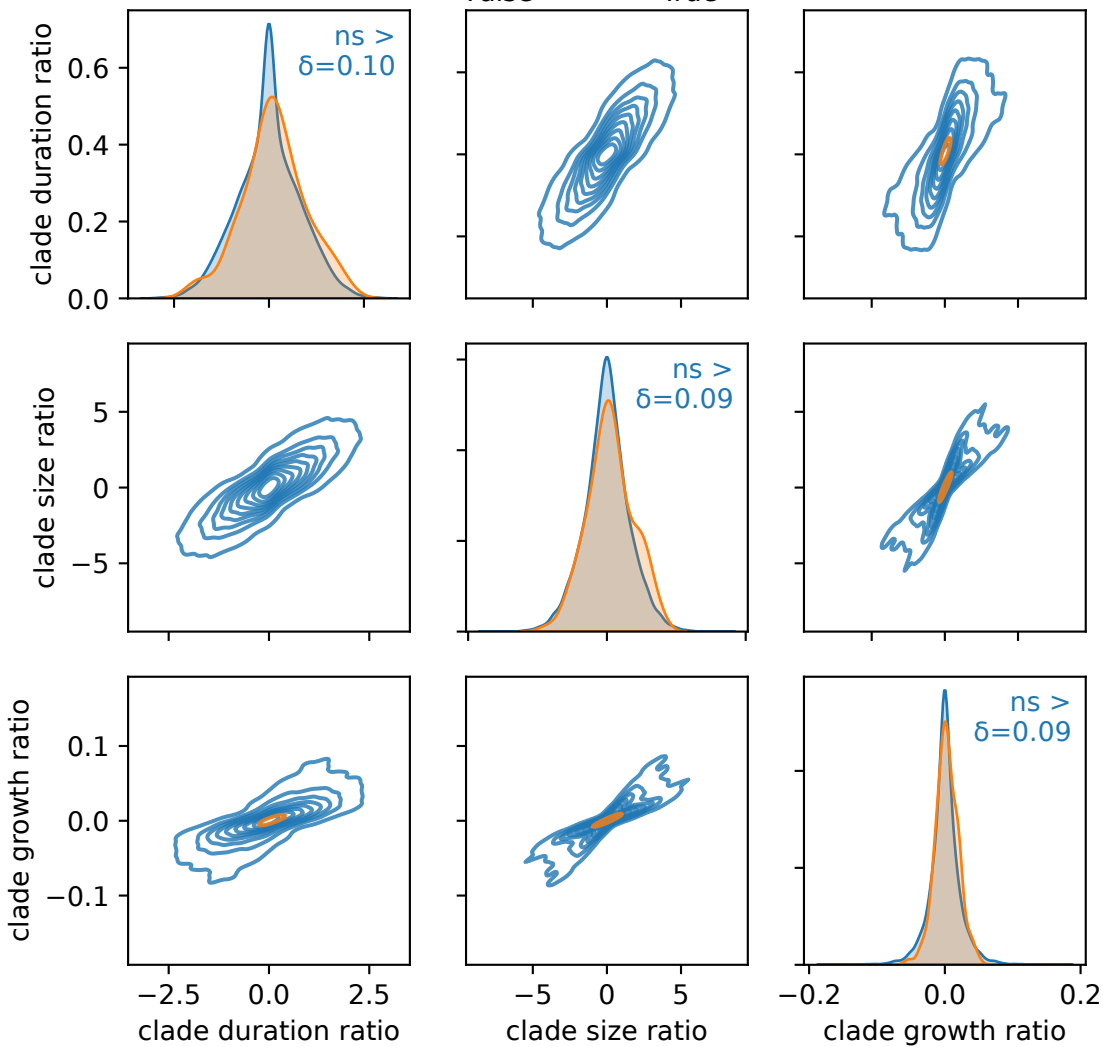 ns >
δ=0.10
clade duration ratio
0.6
0.4
0.2
0.0
ns >
δ=0.09
clade size ratio
5
0
−5
−5
0
5
ns >
δ=0.09
clade growth ratio
0.1
0.0
−0.1
−2.5
0.0
2.5
−5
0
5
−0.2
0.0
0.2
clade duration ratio
clade size ratio
clade growth ratio